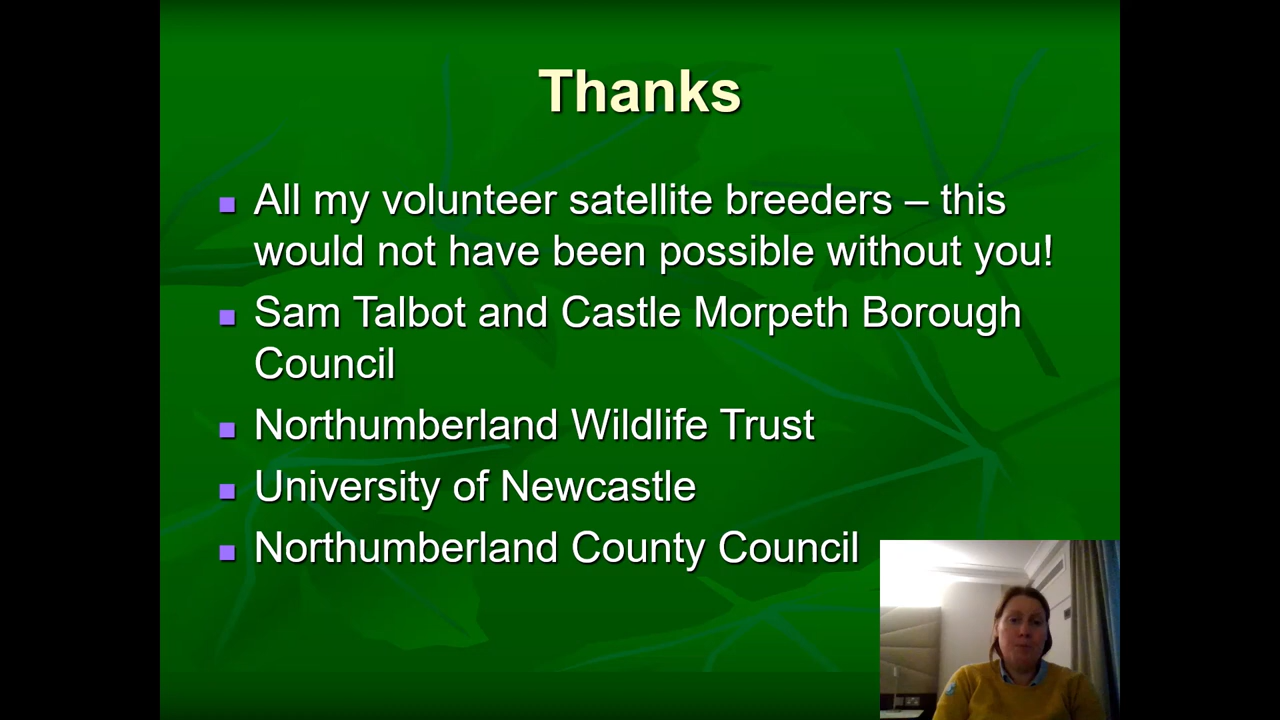 Thanks
All my volunteer satellite breeders – this
would not have been possible without you!
Sam Talbot and Castle Morpeth Borough
Council
Northumberland Wildlife Trust
University of Newcastle
Northumberland County Council